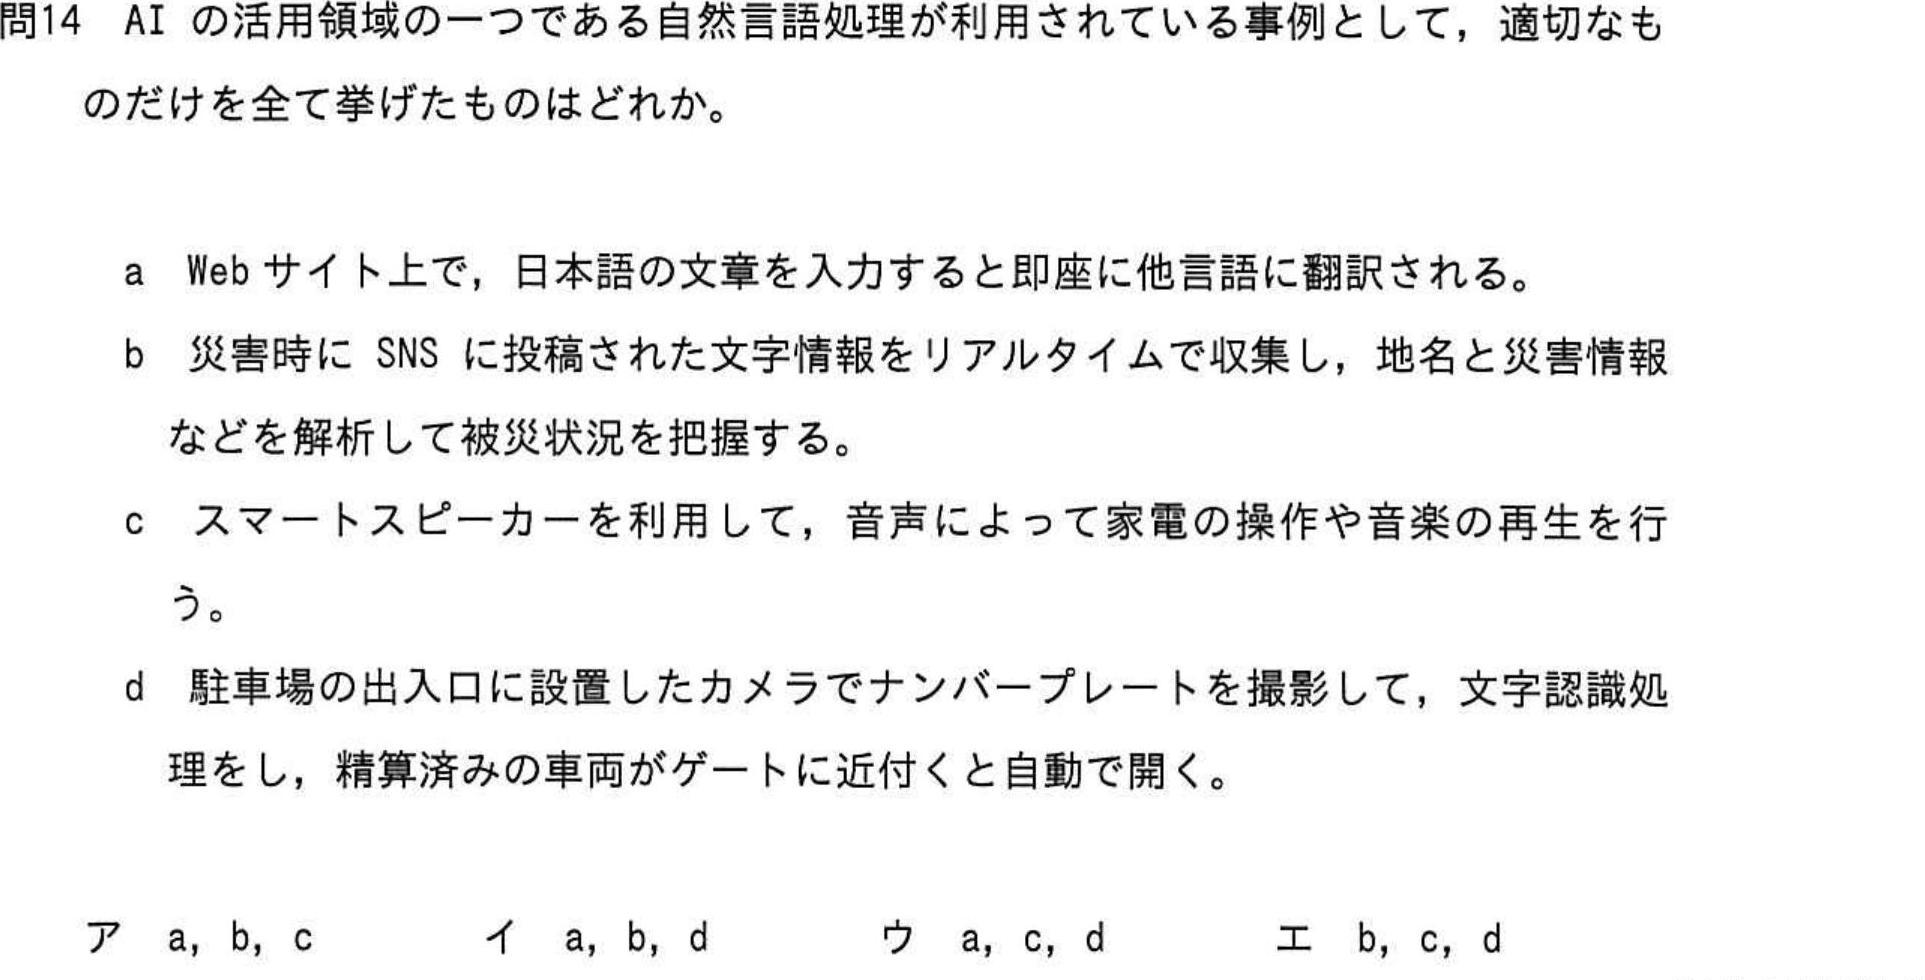 問14 AI の活用領域の一つである自然言語処理が利用されている事例として，適切なも
のだけを全て挙げたものはどれか。
a Web サイト上で，日本語の文章を入力すると即座に他言語に翻訳される。
b 災害時に SNS に投稿された文字情報をリアルタイムで収集し，地名と災害情報
などを解析して被災状況を把握する。
c スマートスピーカーを利用して，音声によって家電の操作や音楽の再生を行
う。
d 駐車場の出入口に設置したカメラでナンバープレートを撮影して，文字認識処
理をし，精算済みの車両がゲートに近付くと自動で開く。
ア a, b, c イ a, b, d ウ a, c, d エ b, c, d